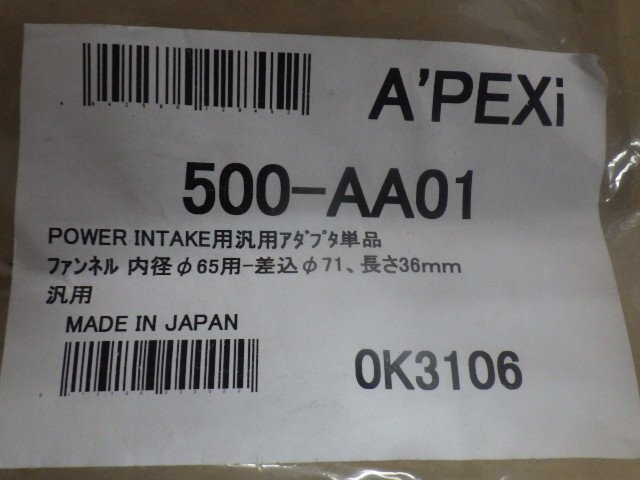 A'PEXi
500-AA01
POWER INTAKE用汎用ｱﾀﾞﾌﾟﾀ単品
ファンネル 内径φ65用-差込φ71、長さ36mm
汎用
MADE IN JAPAN
0K3106